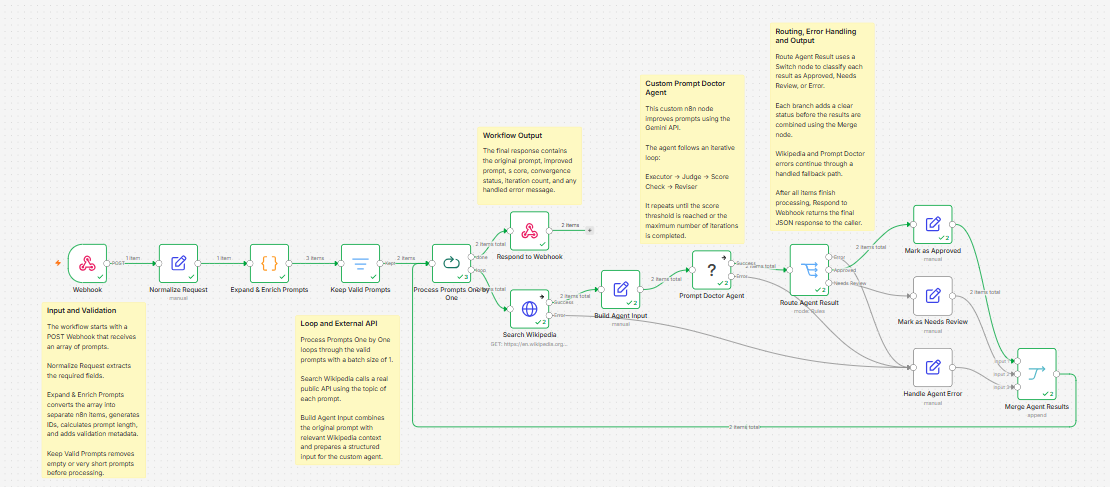 Routing, Error Handling
and Output
Route Agent Result uses a
Switch node to classify each
result as Approved, Needs
Review, or Error.
Each branch adds a clear
status before the results are
combined using the Merge
node.
Wikipedia and Prompt Doctor
errors continue through a
handled fallback path.
After all items finish
processing, Respond to
Webhook returns the final
JSON response to the caller.
Custom Prompt Doctor
Agent
This custom n8n node
improves prompts using the
Gemini API.
The agent follows an iterative
loop:
Executor → Judge → Score
Check → Reviser
It repeats until the score
threshold is reached or the
maximum number of iterations
is completed.
Workflow Output
The final response contains
the original prompt, improved
prompt, s core, convergence
status, iteration count, and any
handled error message.
POST
1 item
1 item
3 items
Kept
2 items
done
loop
2 items total
2 items total
2 items
Webhook
Normalize Request
manual
Expand & Enrich Prompts
Keep Valid Prompts
3
Process Prompts One by
One
Respond to Webhook
2
Search Wikipedia
GET: https://en.wikipedia.org...
Success
Error
2 items total
2
Build Agent Input
manual
2 items total
?
2
Prompt Doctor Agent
Success
Error
2 items total
2
Route Agent Result
mode: Rules
Error
Approved
Needs Review
2 items total
2
Mark as Approved
manual
Mark as Needs Review
manual
Handle Agent Error
manual
2 items total
Input 1
Input 2
Input 3
2
Merge Agent Results
append
2 items total
Input and Validation
The workflow starts with a
POST Webhook that receives
an array of prompts.
Normalize Request extracts
the required fields.
Expand & Enrich Prompts
converts the array into
separate n8n items, generates
IDs, calculates prompt length,
and adds validation metadata.
Keep Valid Prompts removes
empty or very short prompts
before processing.
Loop and External API
Process Prompts One by One
loops through the valid
prompts with a batch size of 1.
Search Wikipedia calls a real
public API using the topic of
each prompt.
Build Agent Input combines
the original prompt with
relevant Wikipedia context
and prepares a structured
input for the custom agent.